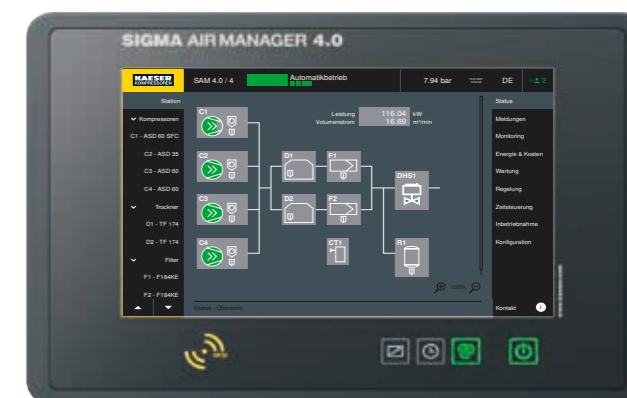 SIGMA AIR MANAGER 4.0
KAESER
KOMPRESSOREN
SAM 4.0 / 4
Automatikbetrieb
7.94 bar
DE
2
Station
Kompressoren
C1 - ASD 60 SFC
C2 - ASD 35
C3 - ASD 60
C4 - ASD 60
Trockner
D1 - TF 174
D2 - TF 174
Filter
F1 - F184KE
F2 - F184KE
C1
C2
C3
C4
Leistung 116.04 kW
Volumenstrom 16.69 m³/min
D1
F1
D2
F2
DHS1
CT1
R1
100%
Status - Übersicht
Status
Meldungen
Monitoring
Energie & Kosten
Wartung
Regelung
Zeitsteuerung
Inbetriebnahme
Konfiguration
Kontakt
i